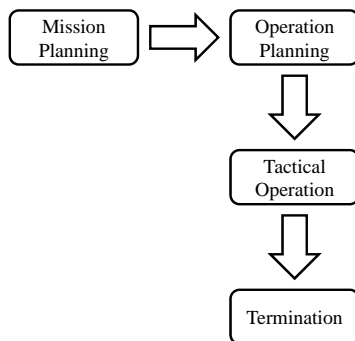 Mission
Planning
Operation
Planning
Tactical
Operation
Termination